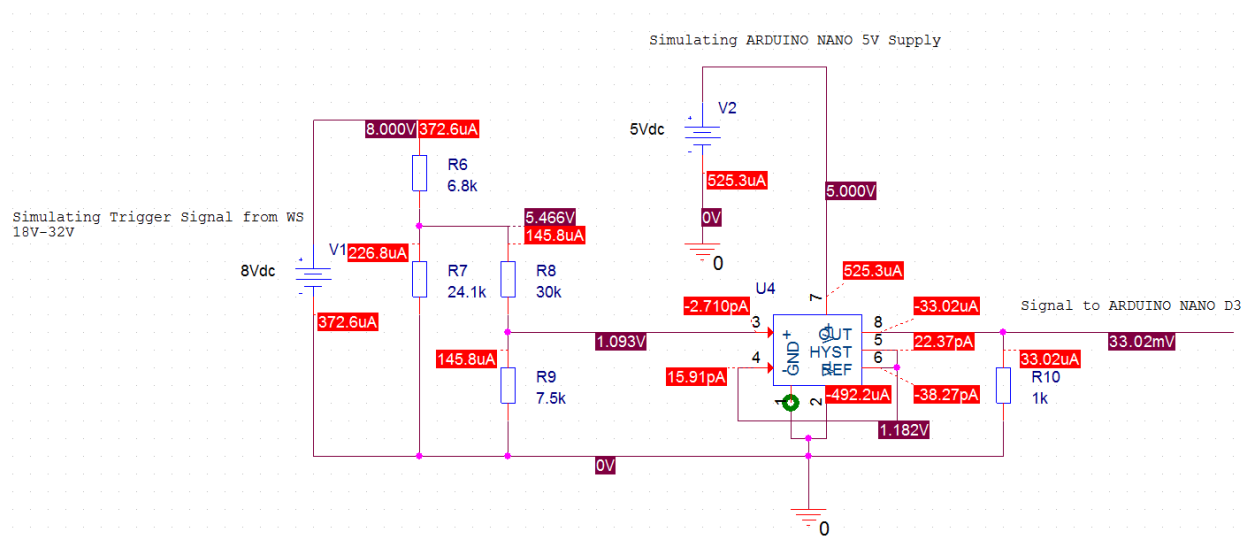 Simulating ARDUINO NANO 5V Supply
V2
5Vdc
525.3uA
0V
0
5.000V
8.000V
372.6uA
R6
6.8k
Simulating Trigger Signal from WS
18V-32V
5.466V
145.8uA
V1
226.8uA
8Vdc
R7
24.1k
R8
30k
372.6uA
525.3uA
U4
7
-2.710pA
-33.02uA
Signal to ARDUINO NANO D3
3
+
OUT
V+
8
1.093V
33.02mV
HYST
5
22.37pA
33.02uA
145.8uA
4
-
GND
V-
REF
6
15.91pA
R9
7.5k
1
2
-492.2uA
-38.27pA
R10
1k
1.182V
0V
0